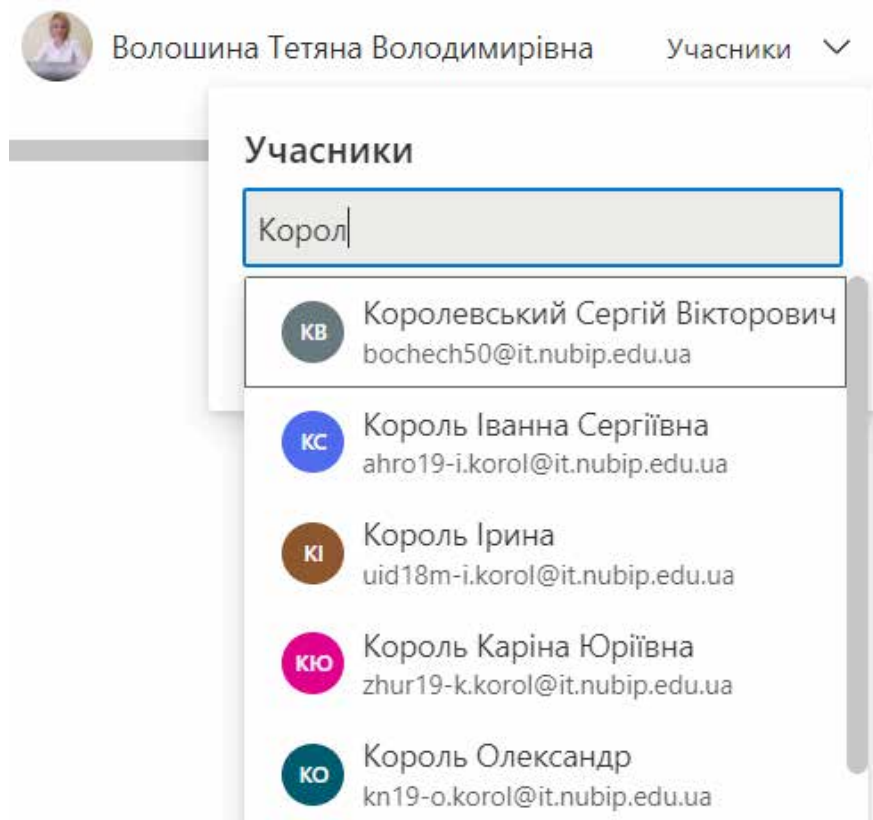 Волошина Тетяна Володимирівна Учасники
Учасники
Корол
КВ Королевський Сергій Вікторович
bochech50@it.nubip.edu.ua
КС Король Іванна Сергіївна
ahro19-i.korol@it.nubip.edu.ua
КІ Король Ірина
uid18m-i.korol@it.nubip.edu.ua
КЮ Король Каріна Юріївна
zhur19-k.korol@it.nubip.edu.ua
КО Король Олександр
kn19-o.korol@it.nubip.edu.ua